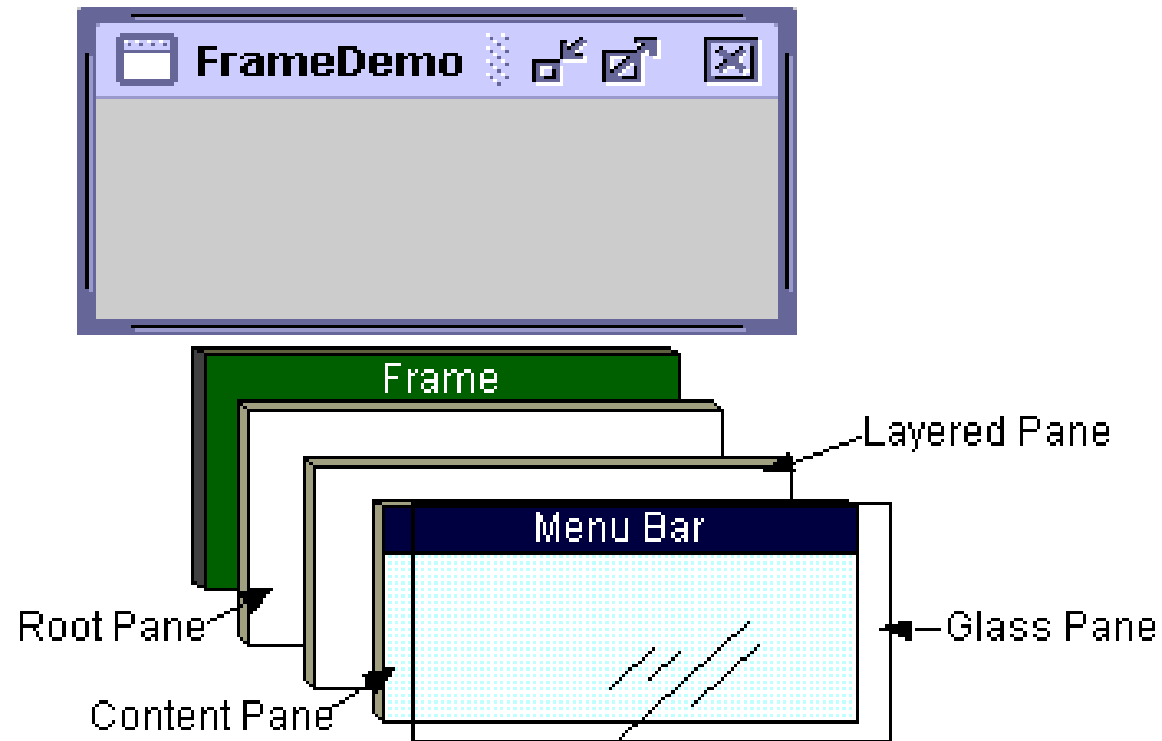 FrameDemo
Frame
Layered Pane
Menu Bar
Root Pane
Glass Pane
Content Pane